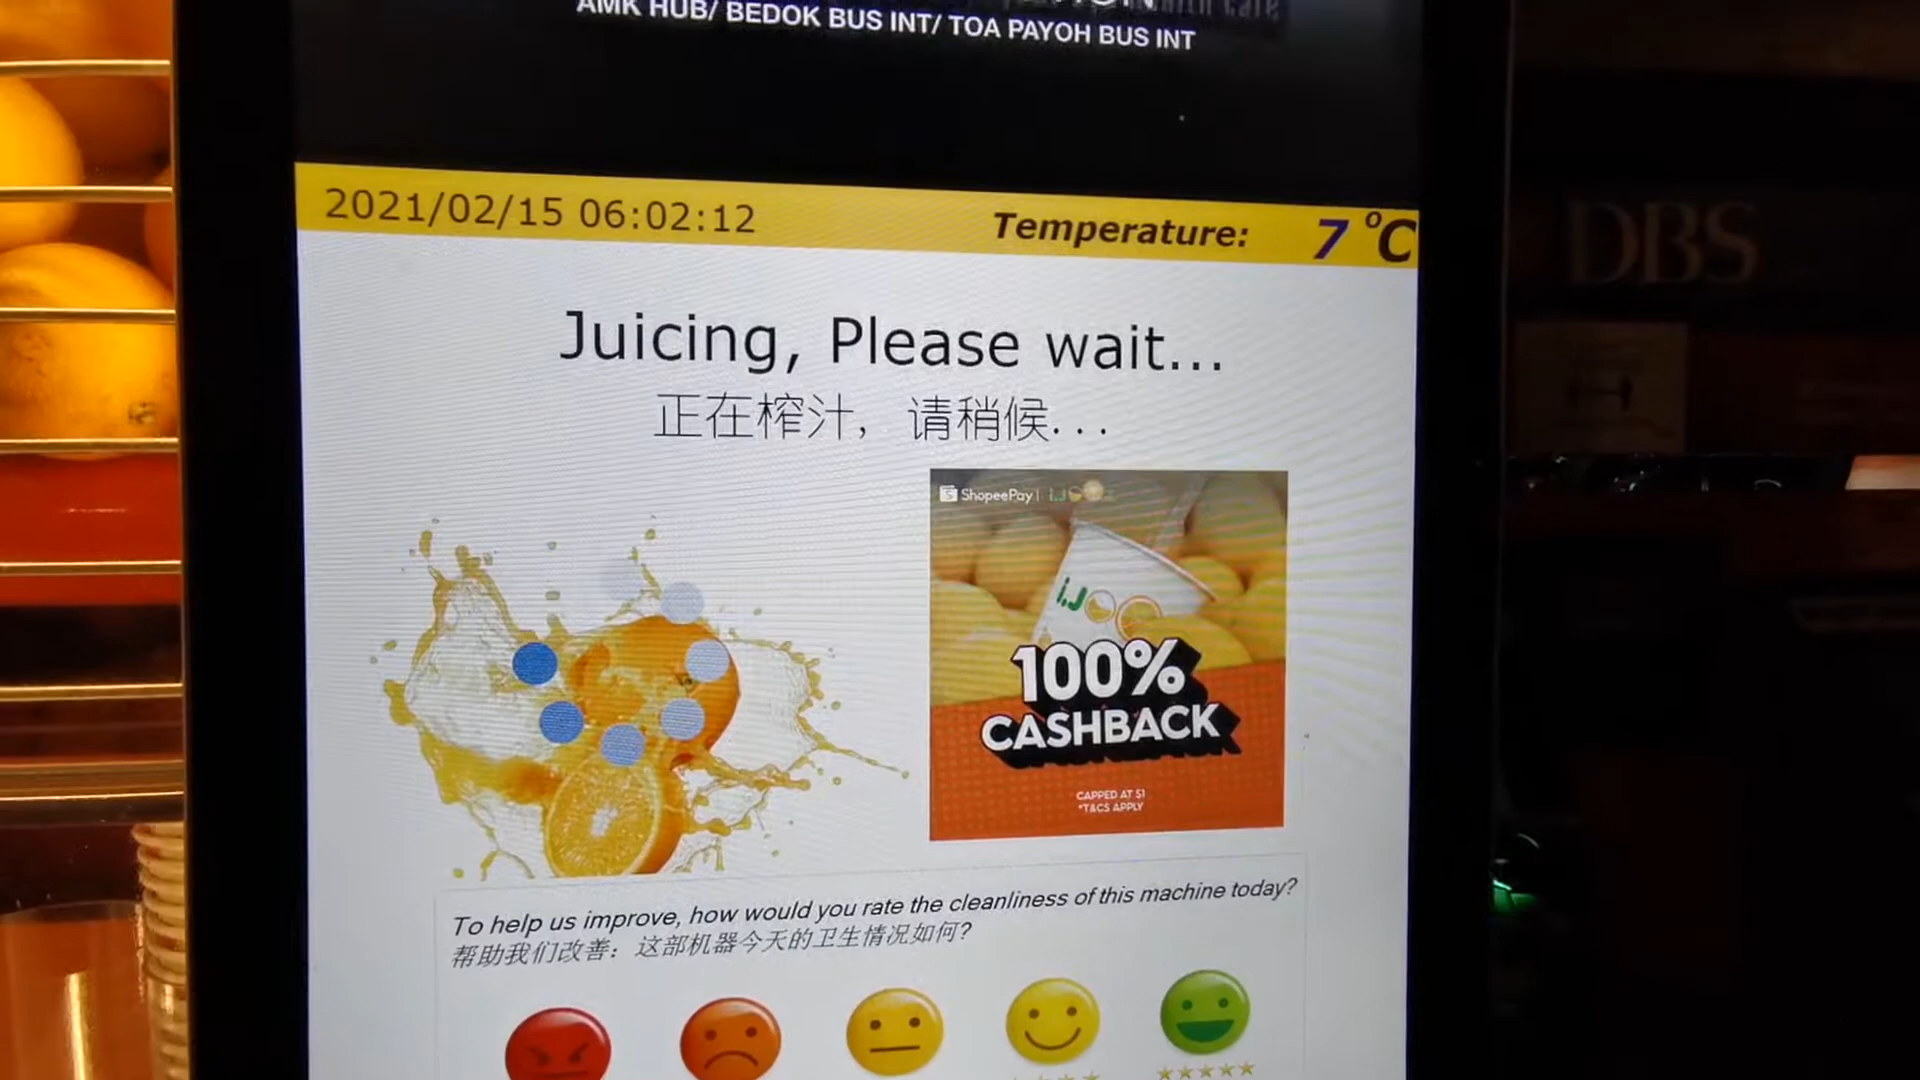 AMK HUB/ BEDOK BUS INT/ TOA PAYOH BUS INT
2021/02/15 06:02:12
Temperature: 7 °C
DBS
Juicing, Please wait...
正在榨汁，请稍候...
ShopeePay | i.J
i.J
100%
CASHBACK
CAPPED AT $1
*T&CS APPLY
To help us improve, how would you rate the cleanliness of this machine today?
帮助我们改善：这部机器今天的卫生情况如何?